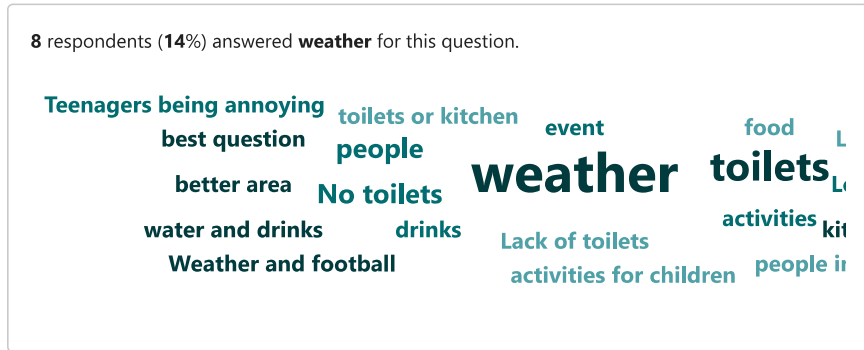 8 respondents (14%) answered weather for this question.
Teenagers being annoying
toilets or kitchen
event
food
best question
people
weather
toilets
better area
No toilets
activities
water and drinks
drinks
Lack of toilets
Weather and football
activities for children
people